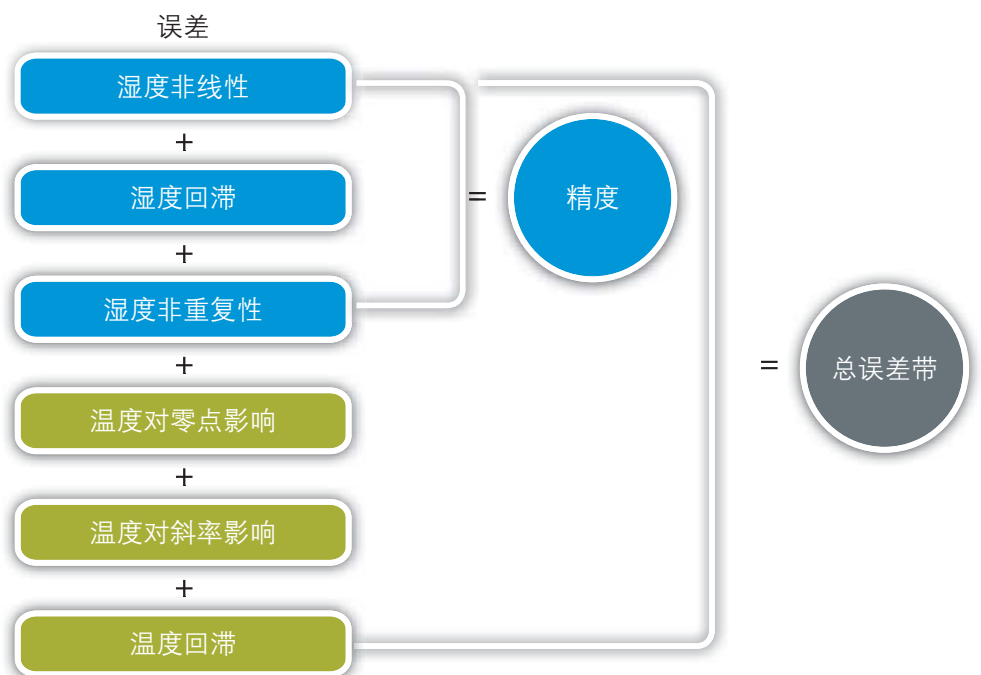 误差
湿度非线性
+
湿度回滞
+
湿度非重复性
=
精度
+
温度对零点影响
+
温度对斜率影响
+
温度回滞
=
总误差带